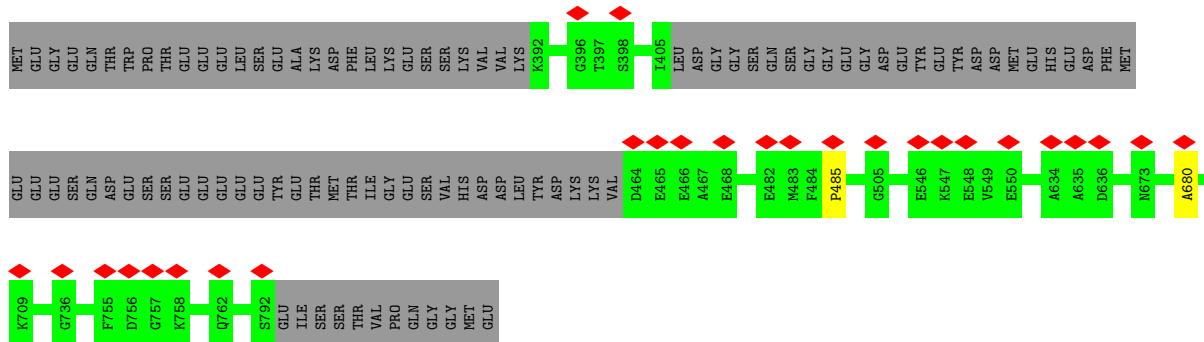 MET GLU GLY GLU GLN THR TRP PRO THR GLU GLU GLU LEU SER GLU ALA LYS ASP PHE LEU LYS GLU SER SER LYS VAL VAL LYS K392 G396 T397 S398 I405 LEU ASP GLY GLY SER GLN SER GLY GLU GLU GLY ASP GLU TYR GLU TYR ASP ASP MET GLU HIS GLU ASP PHE MET
GLU GLU GLU SER GLN ASP GLU SER SER GLU GLU GLU GLU GLU TYR GLU THR MET THR ILE GLY GLU SER VAL HIS ASP ASP LEU TYR ASP LYS LYS VAL D464 E465 E466 A467 E468 E482 M483 F484 P485 G505 E546 K547 E548 V549 E550 A634 A635 D636 N673 A680
K709 G736 F755 D756 G757 K758 Q762 S792 GLU ILE SER SER THR VAL PRO GLN GLY GLY MET GLU